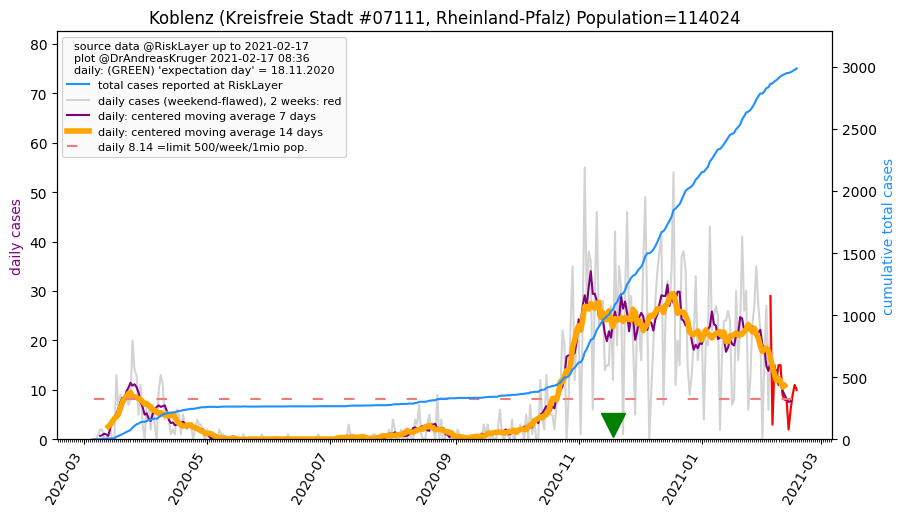 Koblenz (Kreisfreie Stadt #07111, Rheinland-Pfalz) Population=114024
source data @RiskLayer up to 2021-02-17
plot @DrAndreasKruger 2021-02-17 08:36
daily: (GREEN) 'expectation day' = 18.11.2020
total cases reported at RiskLayer
daily cases (weekend-flawed), 2 weeks: red
daily: centered moving average 7 days
daily: centered moving average 14 days
daily 8.14 =limit 500/week/1mio pop.
daily cases
80
70
60
50
40
30
20
10
0
cumulative total cases
3000
2500
2000
1500
1000
500
0
2020-03
2020-05
2020-07
2020-09
2020-11
2021-01
2021-03